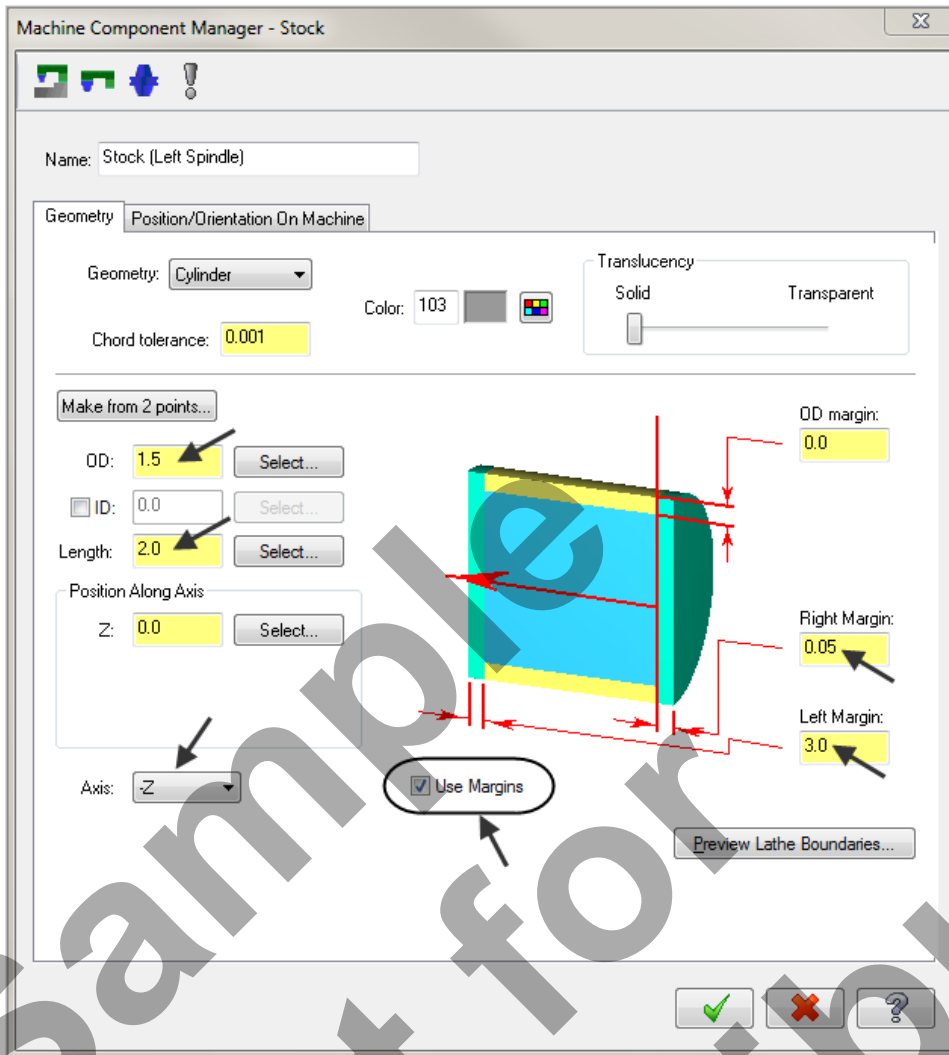 Machine Component Manager - Stock
Name: Stock (Left Spindle)
Geometry Position/Orientation On Machine
Geometry: Cylinder
Color: 103
Translucency
Solid Transparent
Chord tolerance: 0.001
Make from 2 points...
OD margin:
0.0
OD: 1.5 Select...
ID: 0.0 Select...
Length: 2.0 Select...
Position Along Axis
Z: 0.0 Select...
Right Margin:
0.05
Left Margin:
3.0
Axis: -Z
Use Margins
Preview Lathe Boundaries...
Sample
t for